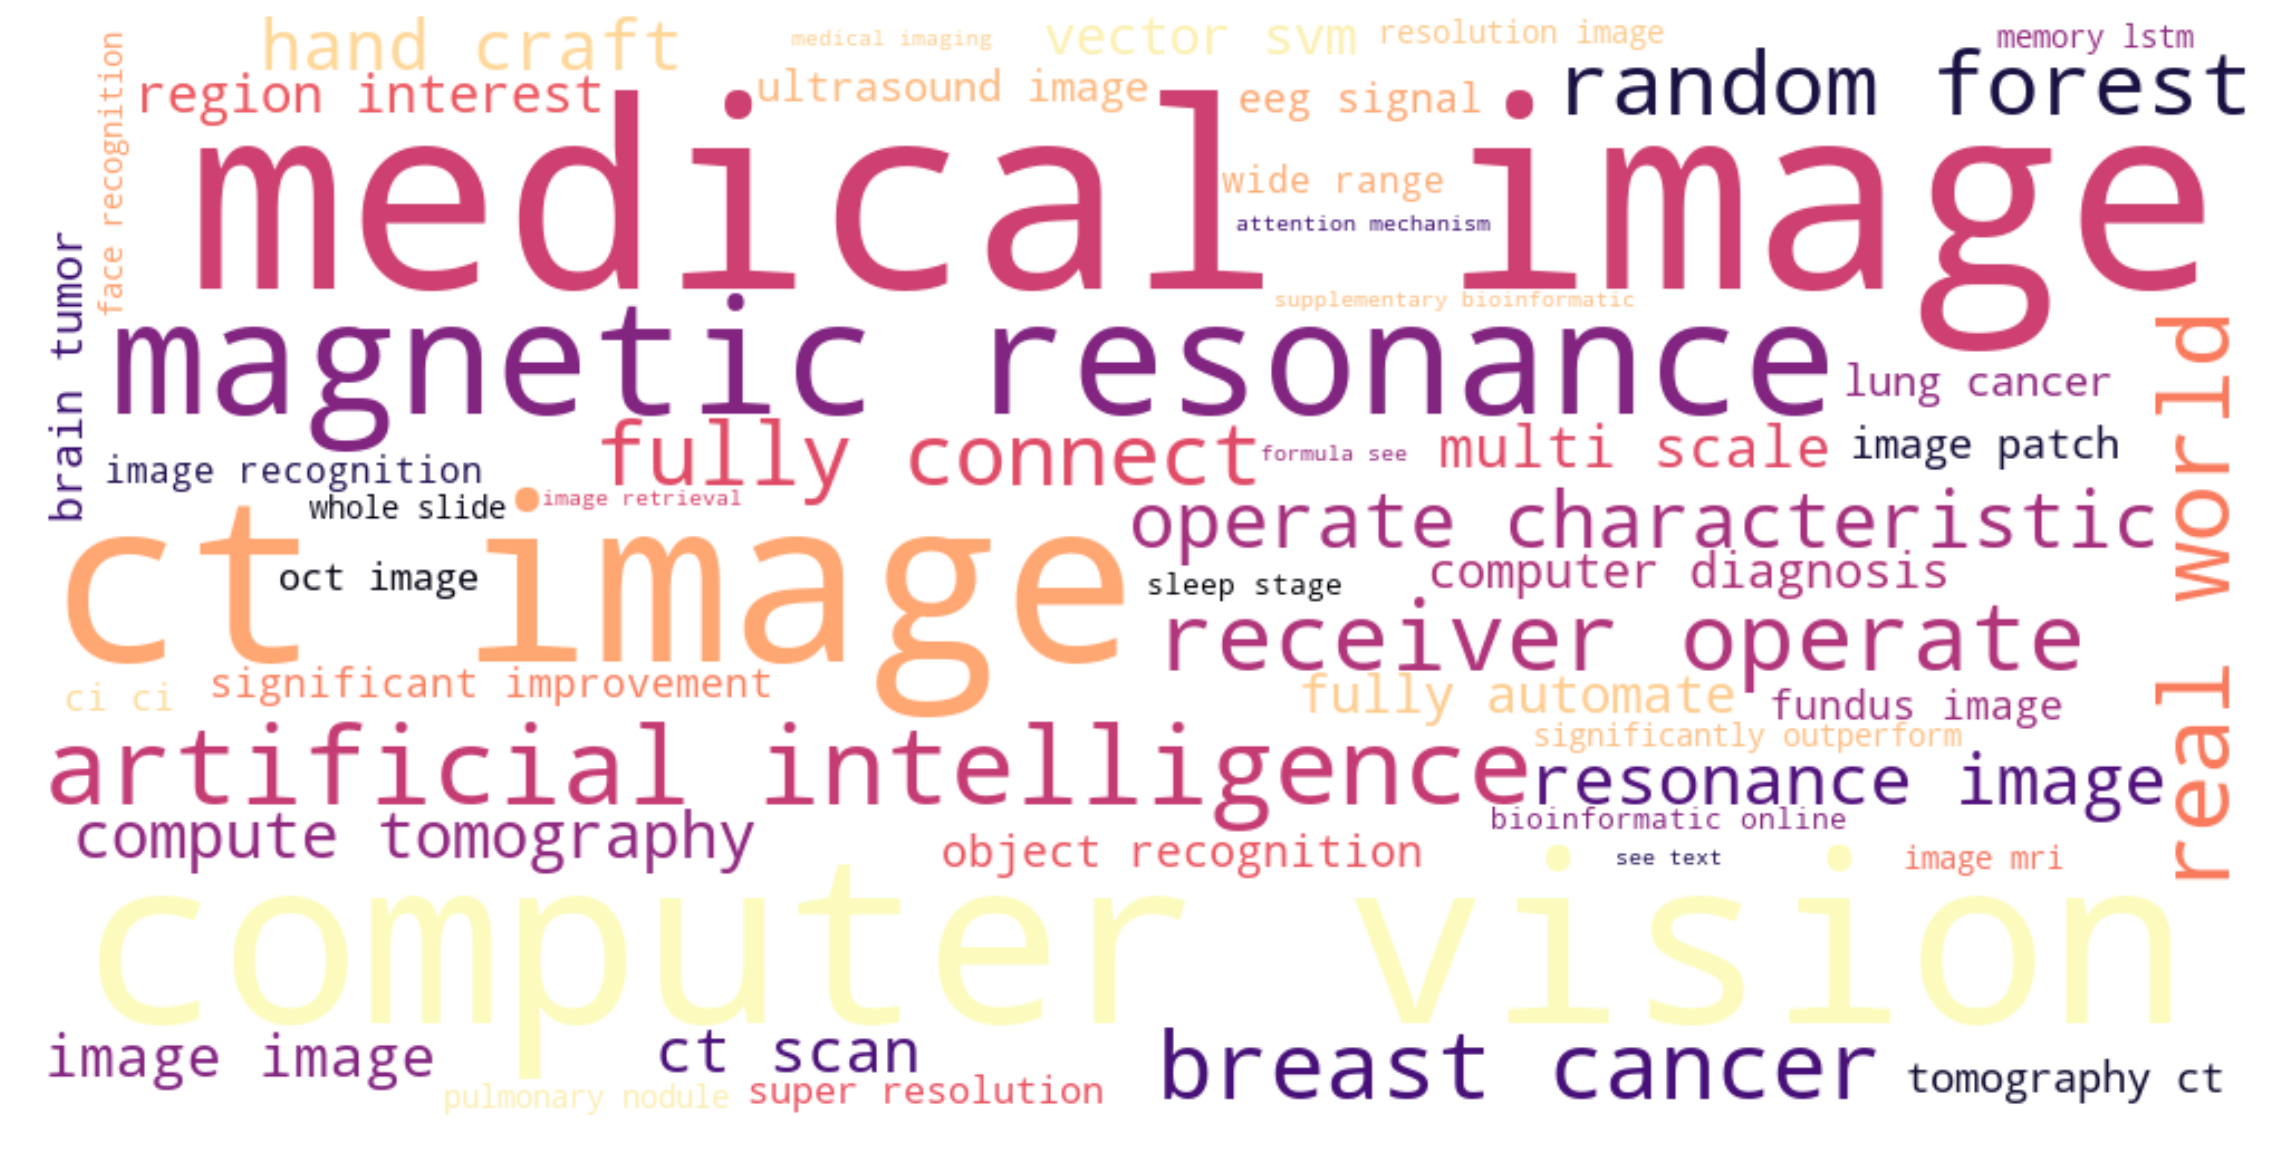 hand craft
medical imaging
vector svm
resolution image
memory lstm
face recognition
region interest
ultrasound image
eeg signal
random forest
medical image
wide range
attention mechanism
brain tumor
supplementary bioinformatic
magnetic resonance
real world
lung cancer
fully connect
formula see
multi scale
image patch
image recognition
whole slide
image retrieval
ct image
operate characteristic
oct image
sleep stage
computer diagnosis
receiver operate
ci ci
significant improvement
fully automate
fundus image
significantly outperform
artificial intelligence
resonance image
compute tomography
bioinformatic online
object recognition
see text
image mri
computer vision
image image
ct scan
breast cancer
tomography ct
pulmonary nodule
super resolution